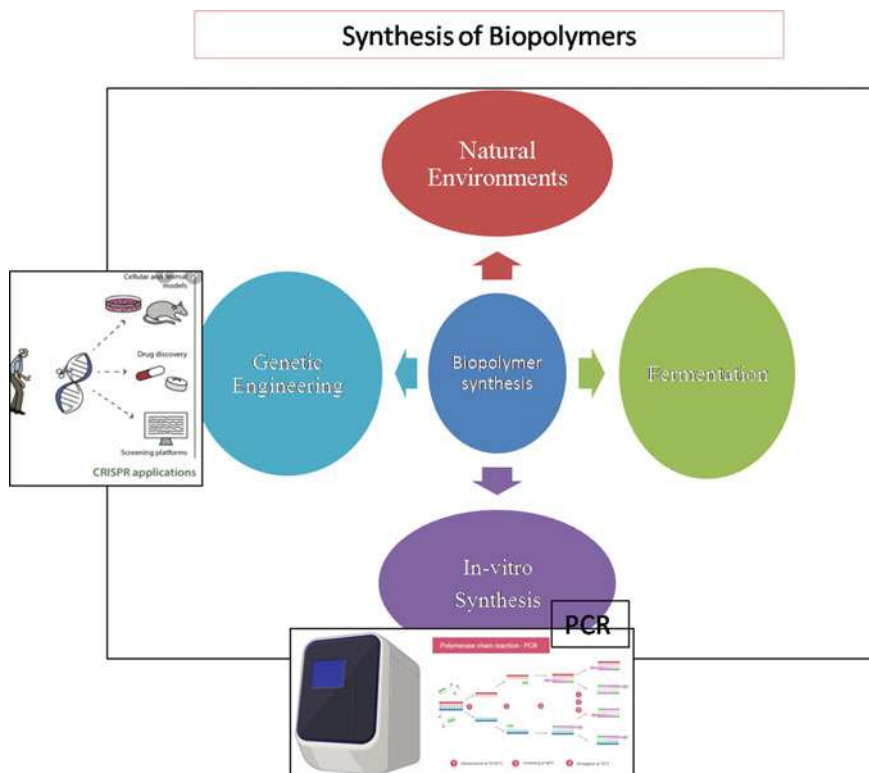 Synthesis of Biopolymers
Natural
Environments
Cellular and animal
models
Drug discovery
Screening platforms
CRISPR applications
Genetic
Engineering
Biopolymer
synthesis
Fermentation
In-vitro
Synthesis
PCR
Polymerase chain reaction - PCR